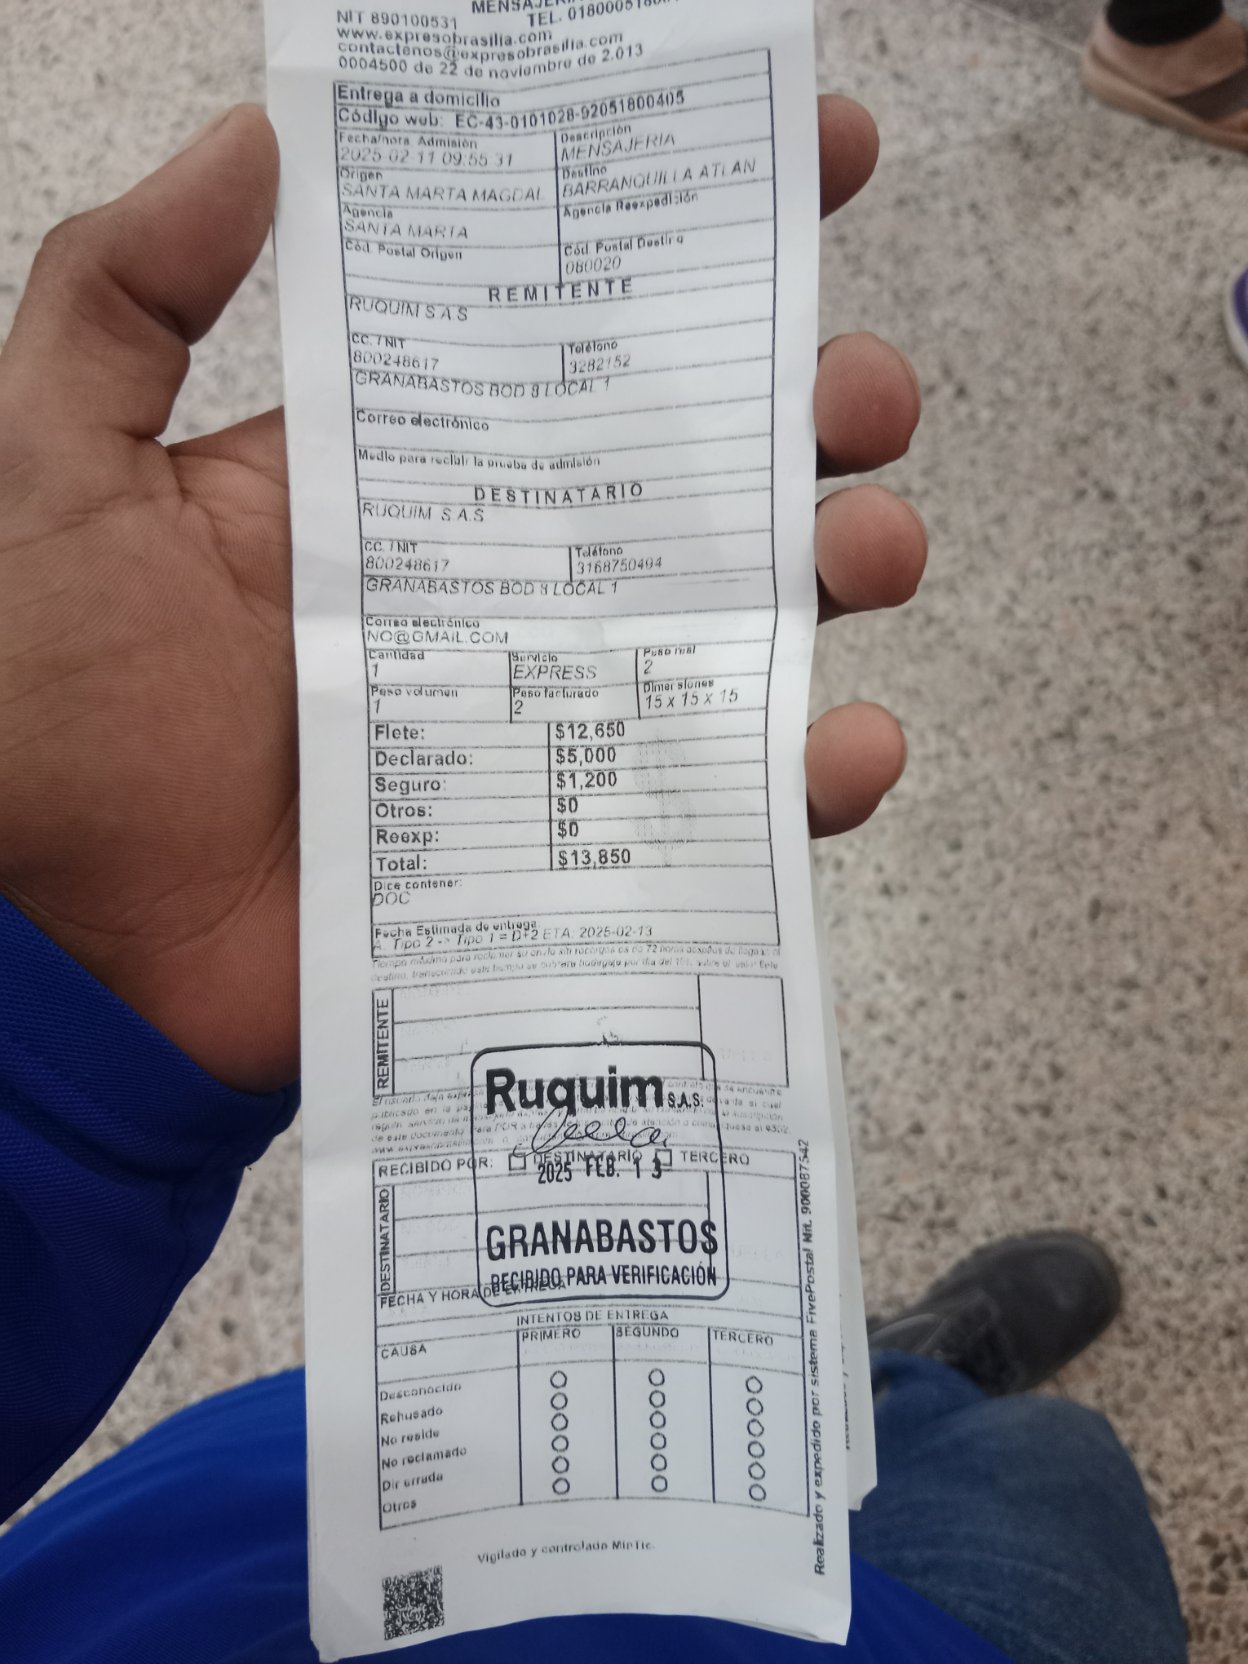 MENSAJERIA
NIT 890100531
TEL. 018000518001
www.expresobrasilia.com
contactenos@expresobrasilia.com
0004500 de 22 de noviembre de 2.013
Entrega a domicilio
Código web: EC-43-0101028-92051800405
Fecha/hora Admisión
2025-02-11 09:55:31
Descripción
MENSAJERIA
Origen
SANTA MARTA MAGDAL
Destino
BARRANQUILLA ATLAN
Agencia
SANTA MARTA
Agencia Reexpedición
Cód. Postal Origen
Cód. Postal Destino
080020
REMITENTE
RUQUIM S A S
CC. / NIT
800248617
Teléfono
3282152
GRANABASTOS BOD 8 LOCAL 1
Correo electrónico
Medio para recibir la prueba de admisión
DESTINATARIO
RUQUIM S A.S
CC. / NIT
800248617
Teléfono
3168750494
GRANABASTOS BOD 8 LOCAL 1
Correo electrónico
NO@GMAIL.COM
Cantidad
1
Servicio
EXPRESS
Peso real
2
Peso volumen
1
Peso facturado
2
Dimensiones
15 x 15 x 15
Flete: $12,650
Declarado: $5,000
Seguro: $1,200
Otros: $0
Reexp: $0
Total: $13,850
Dice contener:
DOC
Fecha Estimada de entrega
A. Tipo 2 -> Tipo 1 = D+2 ETA: 2025-02-13
REMITENTE
Ruquim S.A.S.
RECIBIDO POR: DESTINATARIO TERCERO
2025 FEB. 13
DESTINATARIO
GRANABASTOS
RECIBIDO PARA VERIFICACIÓN
FECHA Y HORA DE ENTREGA
INTENTOS DE ENTREGA
CAUSA PRIMERO SEGUNDO TERCERO
Desconocido
Rehusado
No reside
No reclamado
Dir errada
Otros
Vigilado y controlado MinTic.
Realizado y expedido por sistema FivePostal Nit. 900087542